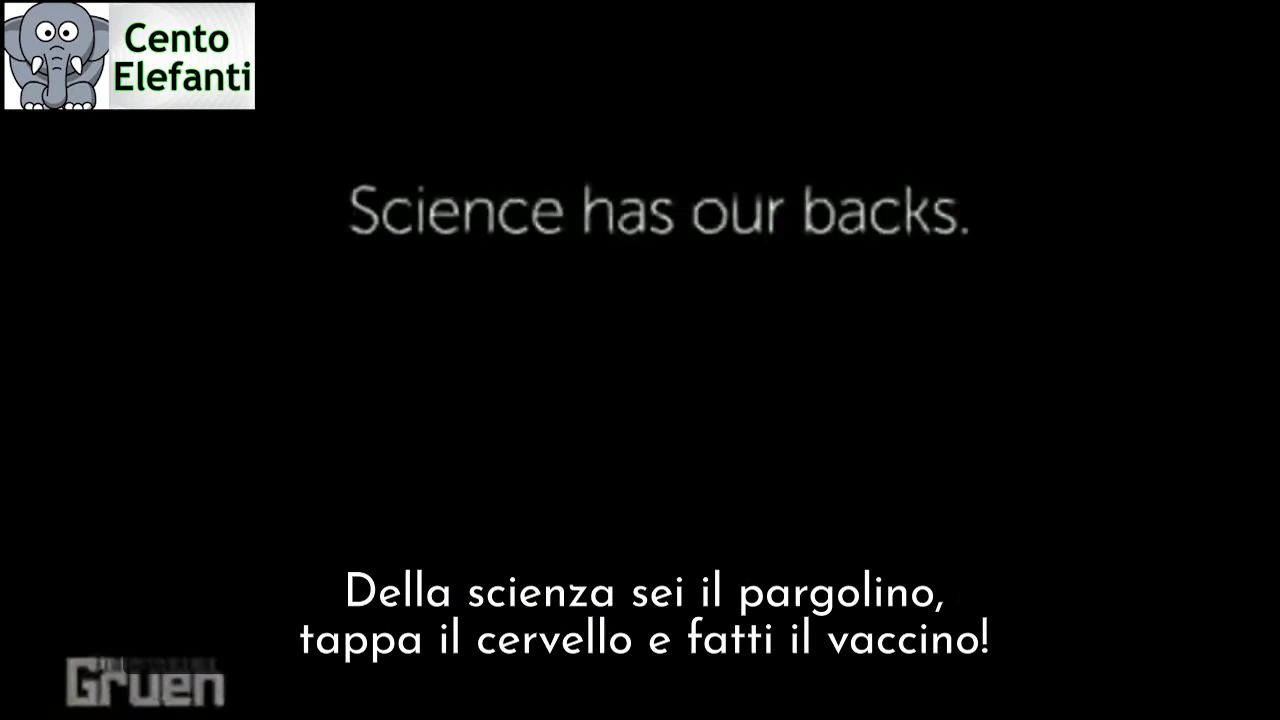 Cento
Elefanti
Science has our backs.
Della scienza sei il pargolino,
tappa il cervello e fatti il vaccino!
Gruen